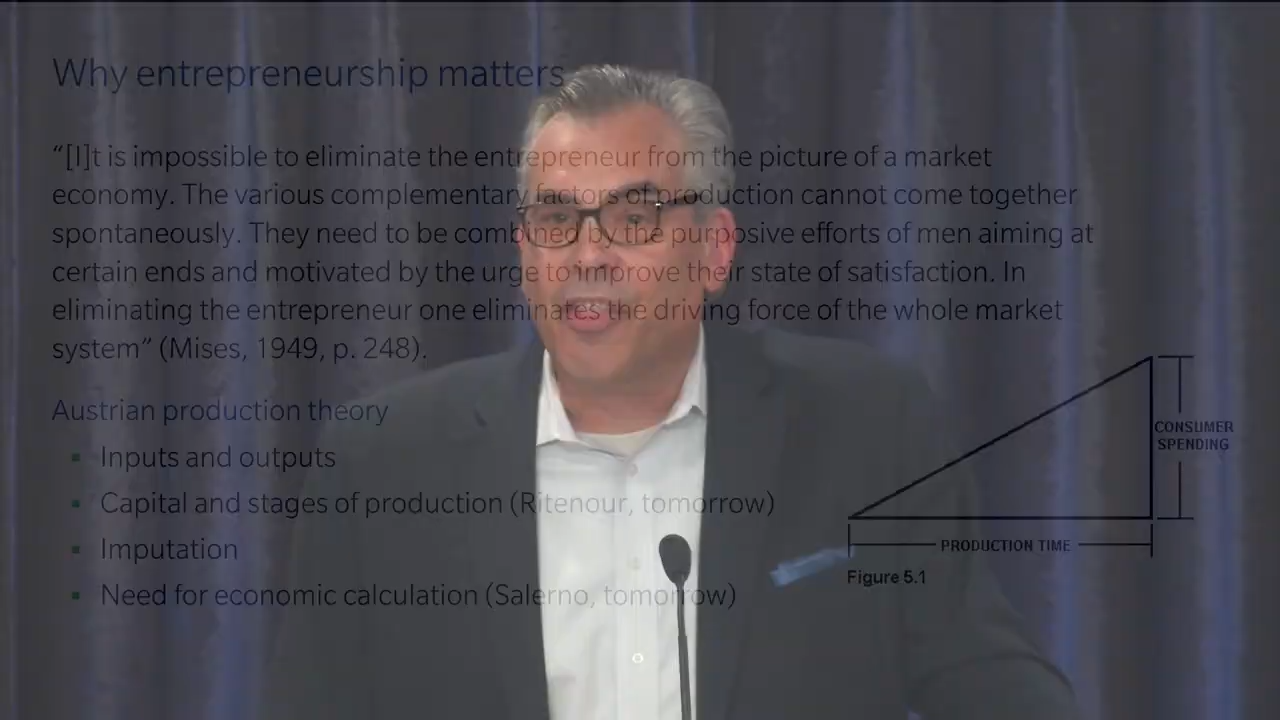 Why entrepreneurship matters
“[I]t is impossible to eliminate the entrepreneur from the picture of a market
economy. The various complementary factors of production cannot come together
spontaneously. They need to be combined by the purposive efforts of men aiming at
certain ends and motivated by the urge to improve their state of satisfaction. In
eliminating the entrepreneur one eliminates the driving force of the whole market
system” (Mises, 1949, p. 248).
Austrian production theory
▪ Inputs and outputs
▪ Capital and stages of production (Ritenour, tomorrow)
▪ Imputation
▪ Need for economic calculation (Salerno, tomorrow)
CONSUMER
SPENDING
PRODUCTION TIME
Figure 5.1